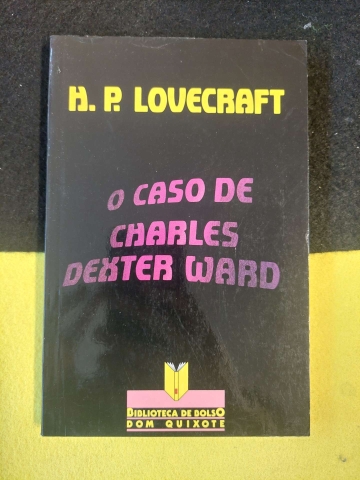 H. P. LOVECRAFT
O CASO DE
CHARLES
DEXTER WARD
BIBLIOTECA DE BOLSO
DOM QUIXOTE